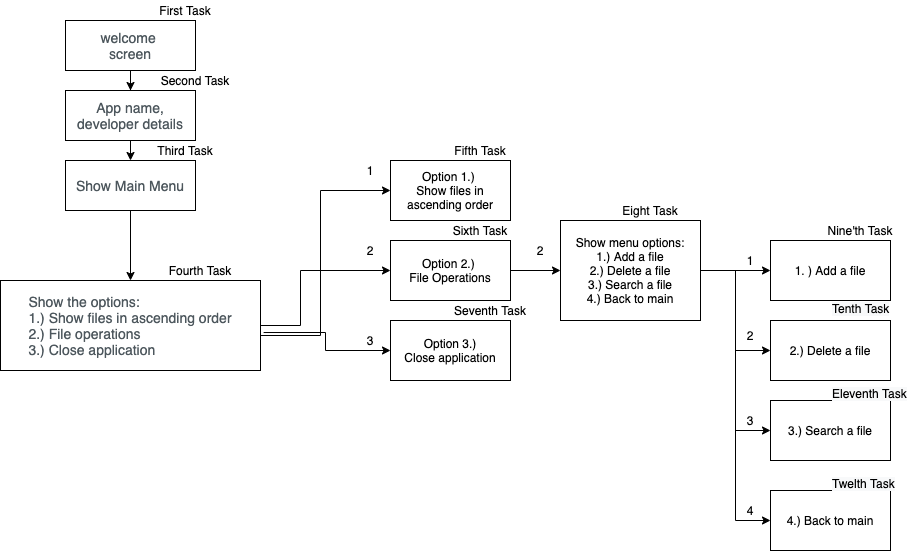 First Task
welcome
screen
Second Task
App name,
developer details
Third Task
Show Main Menu
Fourth Task
Show the options:
1.) Show files in ascending order
2.) File operations
3.) Close application
1
Fifth Task
Option 1.)
Show files in
ascending order
2
Sixth Task
Option 2.)
File Operations
3
Seventh Task
Option 3.)
Close application
2
Eight Task
Show menu options:
1.) Add a file
2.) Delete a file
3.) Search a file
4.) Back to main
1
Nine'th Task
1. ) Add a file
2
Tenth Task
2.) Delete a file
3
Eleventh Task
3.) Search a file
4
Twelth Task
4.) Back to main